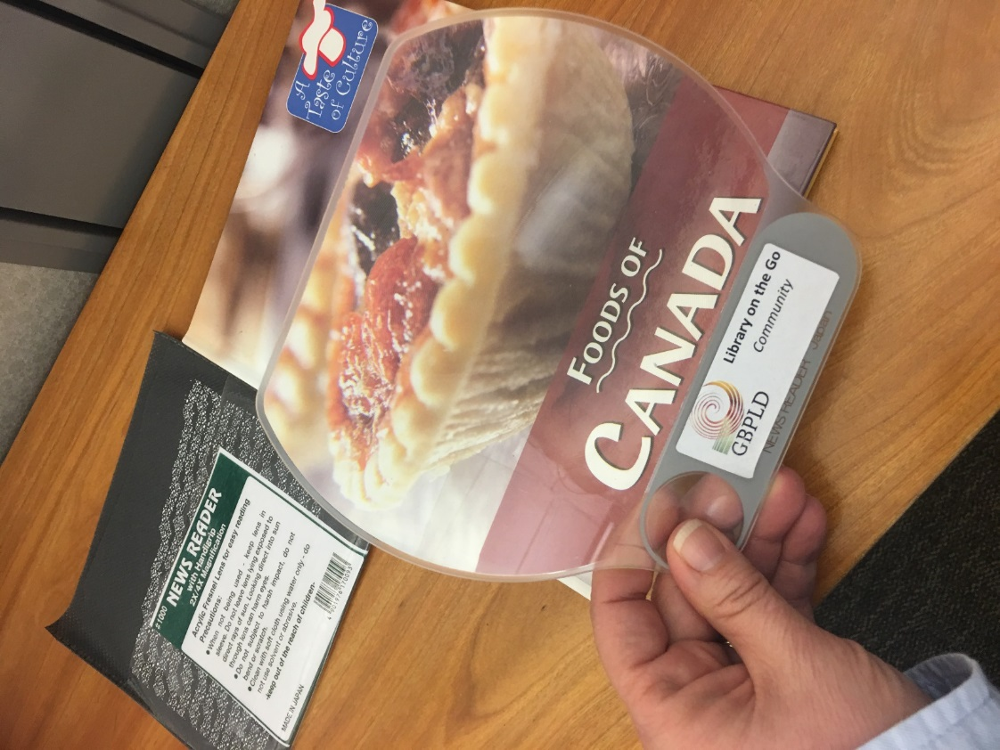 A
Taste
of Culture
FOODS OF
CANADA
Library on the Go
Community
GBPLD
NEWS READER Japan
#1000
NEWS READER
with Handgrip
2X/4X Magnification
Acrylic Fresnel Lens for easy reading
Precautions:
●When not being used - keep lens in
sleeve. Do not leave lens lying exposed to
direct rays of sun. Looking direct into sun
through lens can harm eyes.
●Do not subject to harsh impact, do not
bend or scratch.
●Clean with soft cloth using water only - do
not use solvent or abrasive.
-keep out of the reach of children-
MADE IN JAPAN